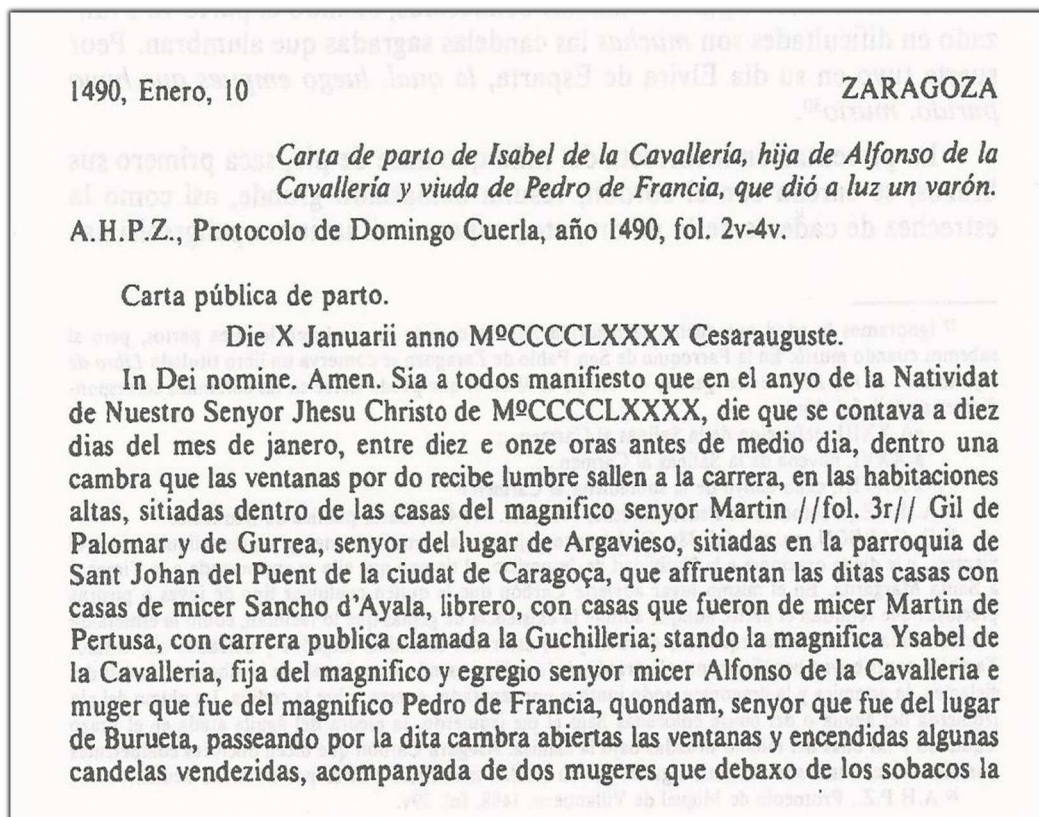 1490, Enero, 10 ZARAGOZA
Carta de parto de Isabel de la Cavallería, hija de Alfonso de la
Cavallería y viuda de Pedro de Francia, que dió a luz un varón.
A.H.P.Z., Protocolo de Domingo Cuerla, año 1490, fol. 2v-4v.
Carta pública de parto.
Die X Ianuarii anno MºCCCCLXXXX Cesarauguste.
In Dei nomine. Amen. Sia a todos manifiesto que en el anyo de la Natividat
de Nuestro Senyor Jhesu Christo de MºCCCCLXXXX, die que se contava a diez
dias del mes de janero, entre diez e onze oras antes de medio dia, dentro una
cambra que las ventanas por do recibe lumbre sallen a la carrera, en las habitaciones
altas, sitiadas dentro de las casas del magnifico senyor Martin //fol. 3r// Gil de
Palomar y de Gurrea, senyor del lugar de Argavieso, sitiadas en la parroquia de
Sant Johan del Puent de la ciudat de Caragoça, que affruentan las ditas casas con
casas de micer Sancho d'Ayala, librero, con casas que fueron de micer Martin de
Pertusa, con carrera publica clamada la Guchilleria; stando la magnifica Ysabel de
la Cavalleria, fija del magnifico y egregio senyor micer Alfonso de la Cavalleria e
muger que fue del magnifico Pedro de Francia, quondam, senyor que fue del lugar
de Burueta, paseando por la dita cambra abiertas las ventanas y encendidas algunas
candelas vendezidas, acompanyada de dos mugeres que debaxo de los sobacos la